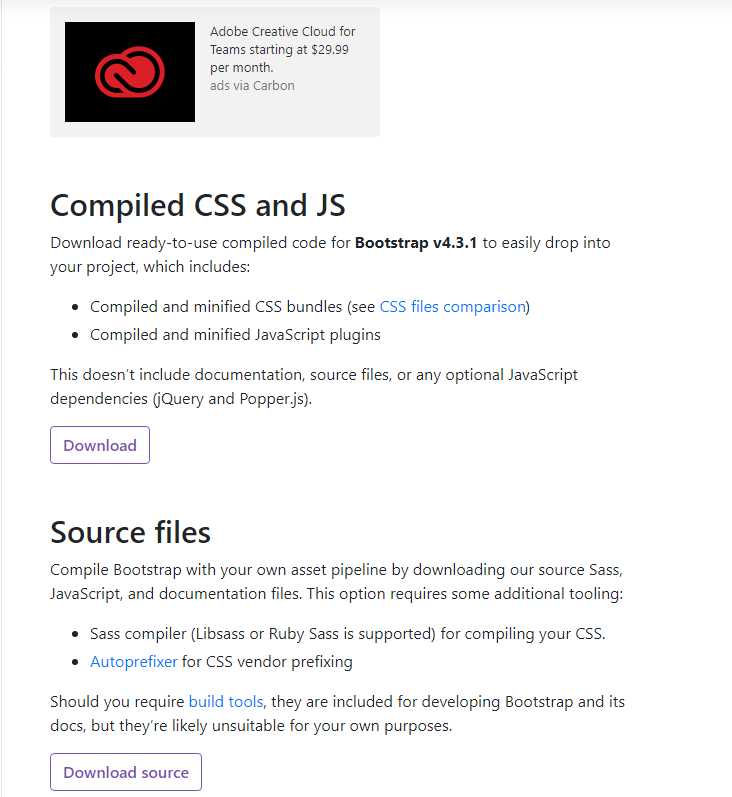 Adobe Creative Cloud for
Teams starting at $29.99
per month.
ads via Carbon
Compiled CSS and JS
Download ready-to-use compiled code for Bootstrap v4.3.1 to easily drop into
your project, which includes:
• Compiled and minified CSS bundles (see CSS files comparison)
• Compiled and minified JavaScript plugins
This doesn’t include documentation, source files, or any optional JavaScript
dependencies (jQuery and Popper.js).
Download
Source files
Compile Bootstrap with your own asset pipeline by downloading our source Sass,
JavaScript, and documentation files. This option requires some additional tooling:
• Sass compiler (Libsass or Ruby Sass is supported) for compiling your CSS.
• Autoprefixer for CSS vendor prefixing
Should you require build tools, they are included for developing Bootstrap and its
docs, but they’re likely unsuitable for your own purposes.
Download source